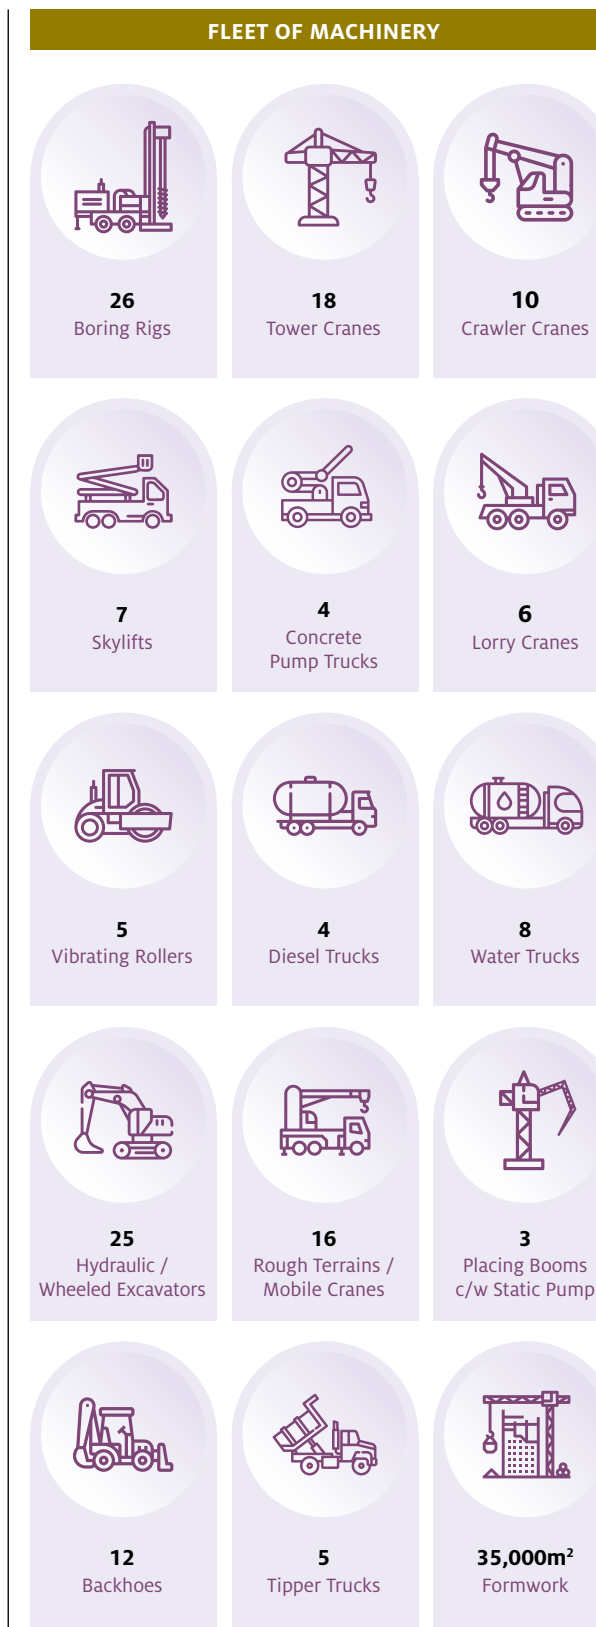 FLEET OF MACHINERY
26
Boring Rigs
18
Tower Cranes
10
Crawler Cranes
7
Skylifts
4
Concrete
Pump Trucks
6
Lorry Cranes
5
Vibrating Rollers
4
Diesel Trucks
8
Water Trucks
25
Hydraulic /
Wheeled Excavators
16
Rough Terrains /
Mobile Cranes
3
Placing Booms
c/w Static Pump
12
Backhoes
5
Tipper Trucks
35,000m²
Formwork